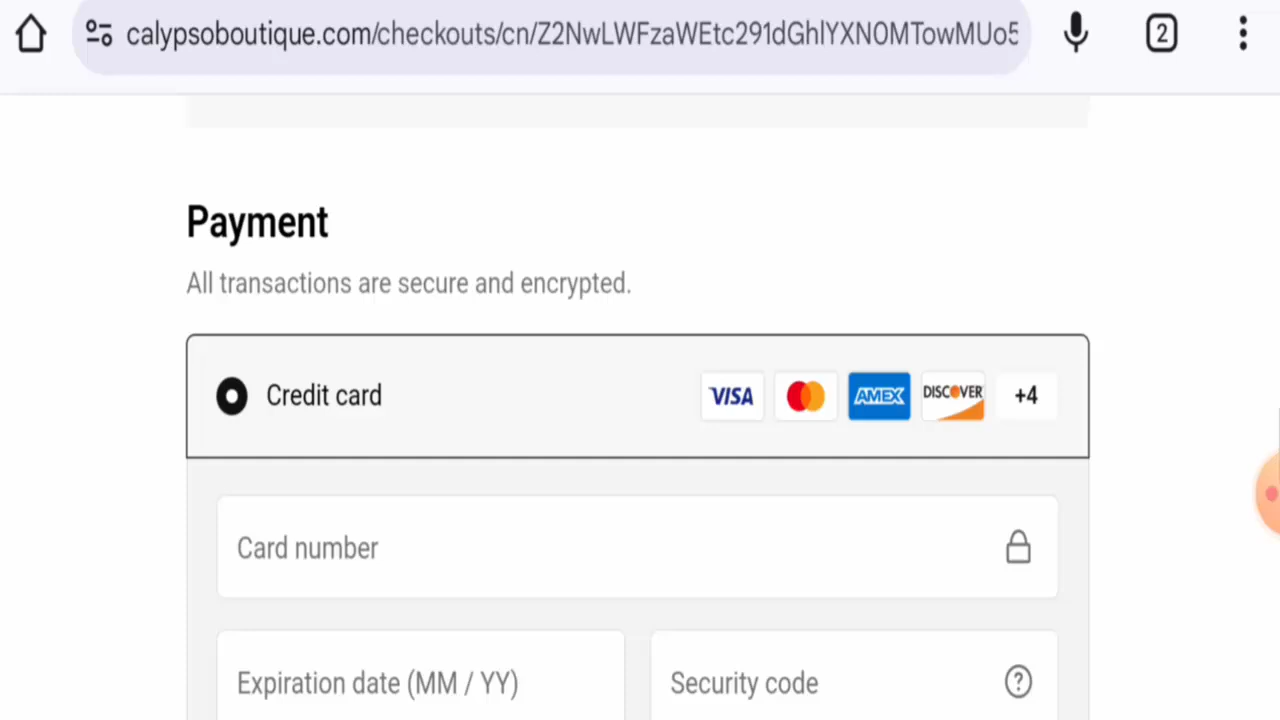 calypsoboutique.com/checkouts/cn/Z2NwLWFzaWEtc291dGhlYXN0MTowMUo5
2
Payment
All transactions are secure and encrypted.
Credit card VISA AMEX DISCOVER +4
Card number
Expiration date (MM / YY) Security code